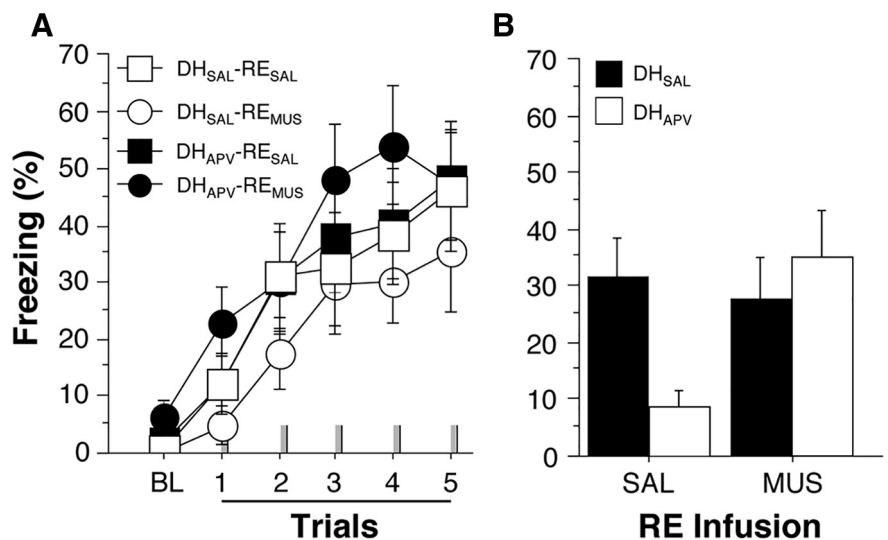 A
70
60
50
40
30
20
10
0
Freezing (%)
DHSAL-RESAL
DHSAL-REMUS
DHAPV-RESAL
DHAPV-REMUS
BL 1 2 3 4 5
Trials
B
70
60
50
40
30
20
10
0
DHSAL
DHAPV
SAL MUS
RE Infusion